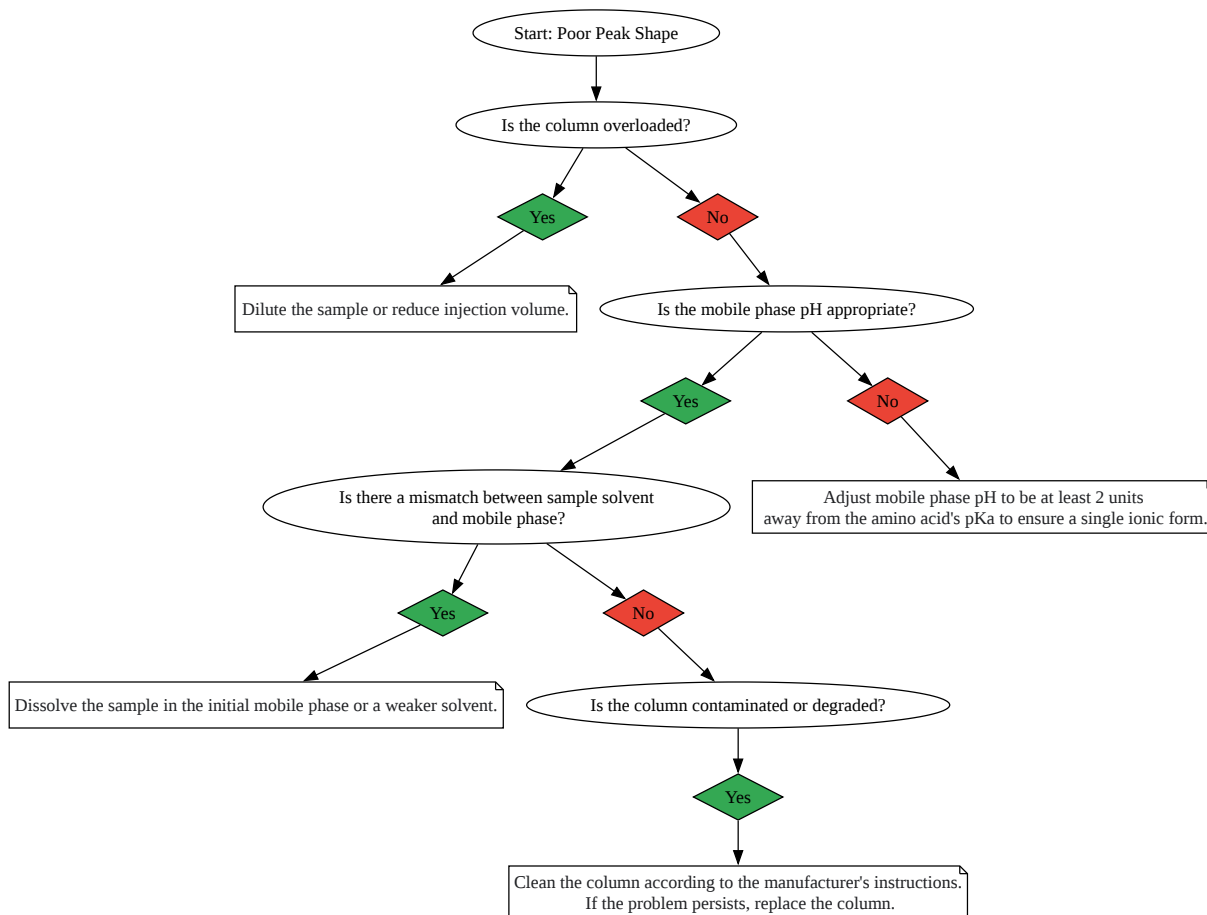 Start: Poor Peak Shape
Is the column overloaded?
Yes
No
Dilute the sample or reduce injection volume.
Is the mobile phase pH appropriate?
Yes
No
Is there a mismatch between sample solvent
and mobile phase?
Adjust mobile phase pH to be at least 2 units
away from the amino acid's pKa to ensure a single ionic form.
Yes
No
Dissolve the sample in the initial mobile phase or a weaker solvent.
Is the column contaminated or degraded?
Yes
Clean the column according to the manufacturer's instructions.
If the problem persists, replace the column.